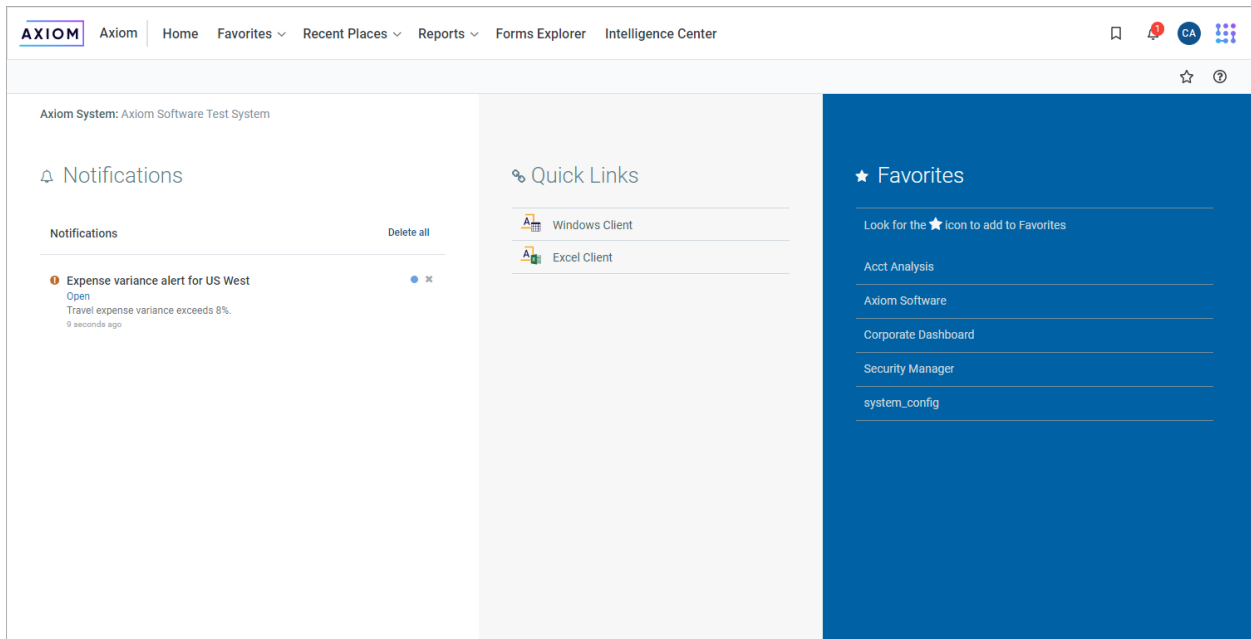 AXIOM Axiom Home Favorites Recent Places Reports Forms Explorer Intelligence Center 1 CA
Axiom System: Axiom Software Test System
Notifications
Notifications Delete all
Expense variance alert for US West
Open
Travel expense variance exceeds 8%.
9 seconds ago
Quick Links
Windows Client
Excel Client
Favorites
Look for the icon to add to Favorites
Acct Analysis
Axiom Software
Corporate Dashboard
Security Manager
system_config